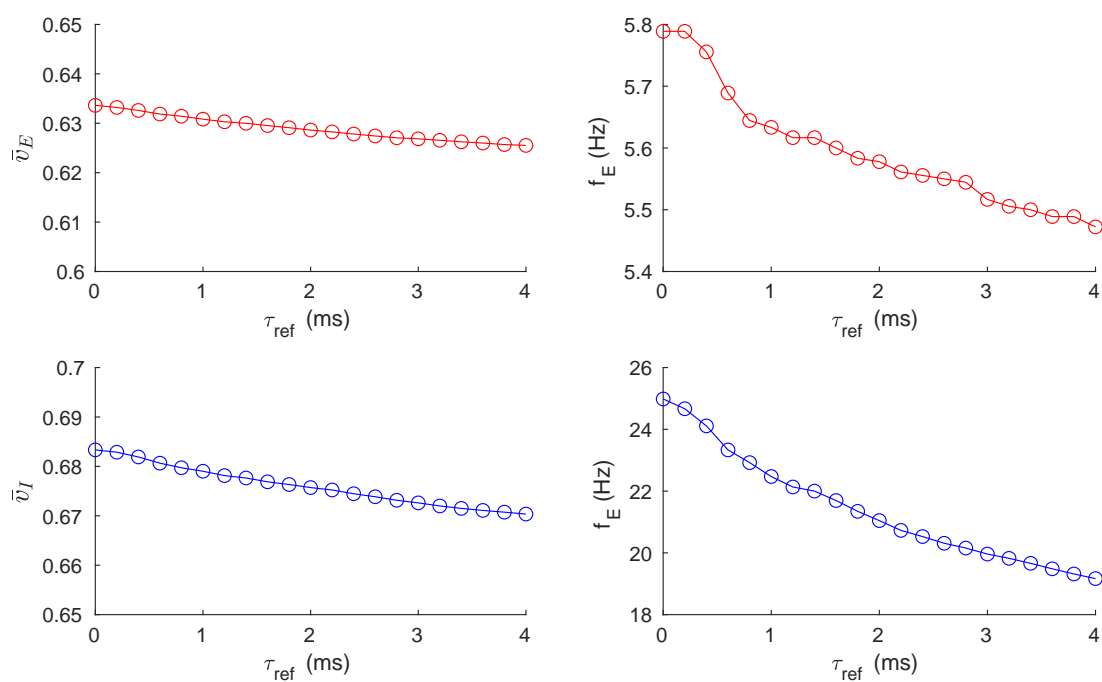 0.65
0.64
0.63
0.62
0.61
0.6
v̄_E
0 1 2 3 4
τ_ref (ms)
5.8
5.7
5.6
5.5
5.4
f_E (Hz)
0 1 2 3 4
τ_ref (ms)
0.7
0.69
0.68
0.67
0.66
0.65
v̄_I
0 1 2 3 4
τ_ref (ms)
26
24
22
20
18
f_E (Hz)
0 1 2 3 4
τ_ref (ms)